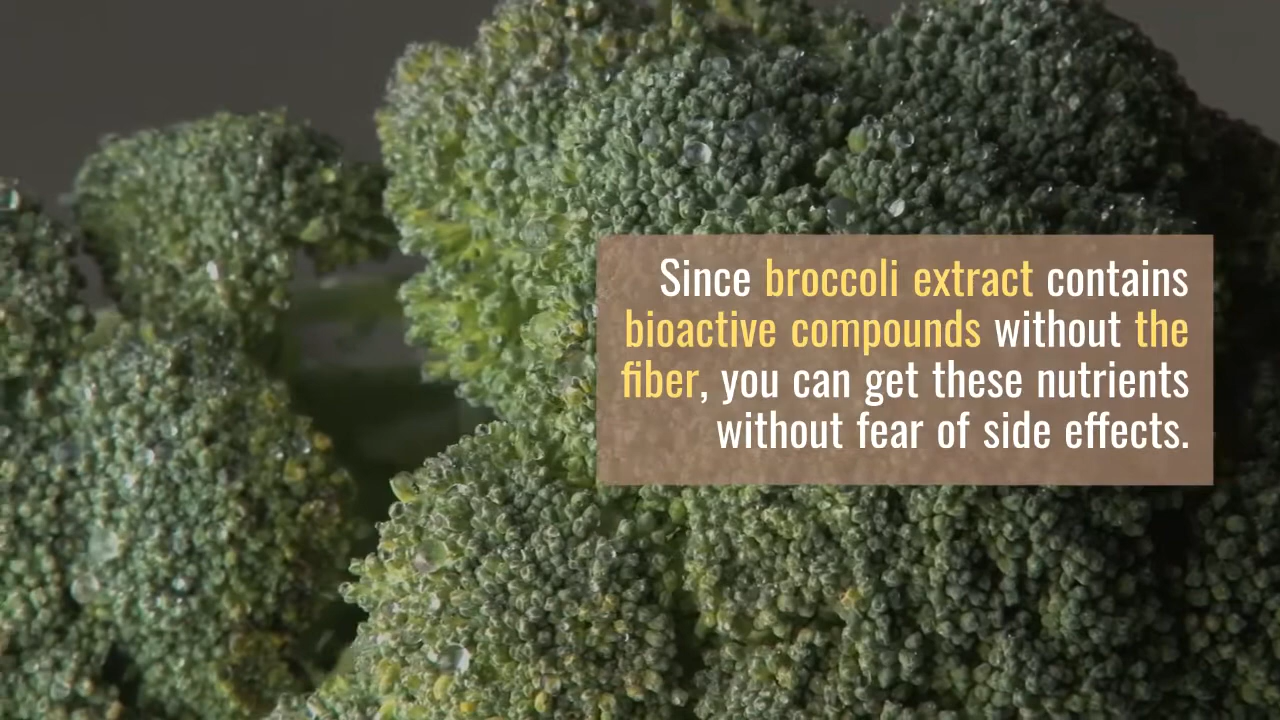 Since broccoli extract contains
bioactive compounds without the
fiber, you can get these nutrients
without fear of side effects.